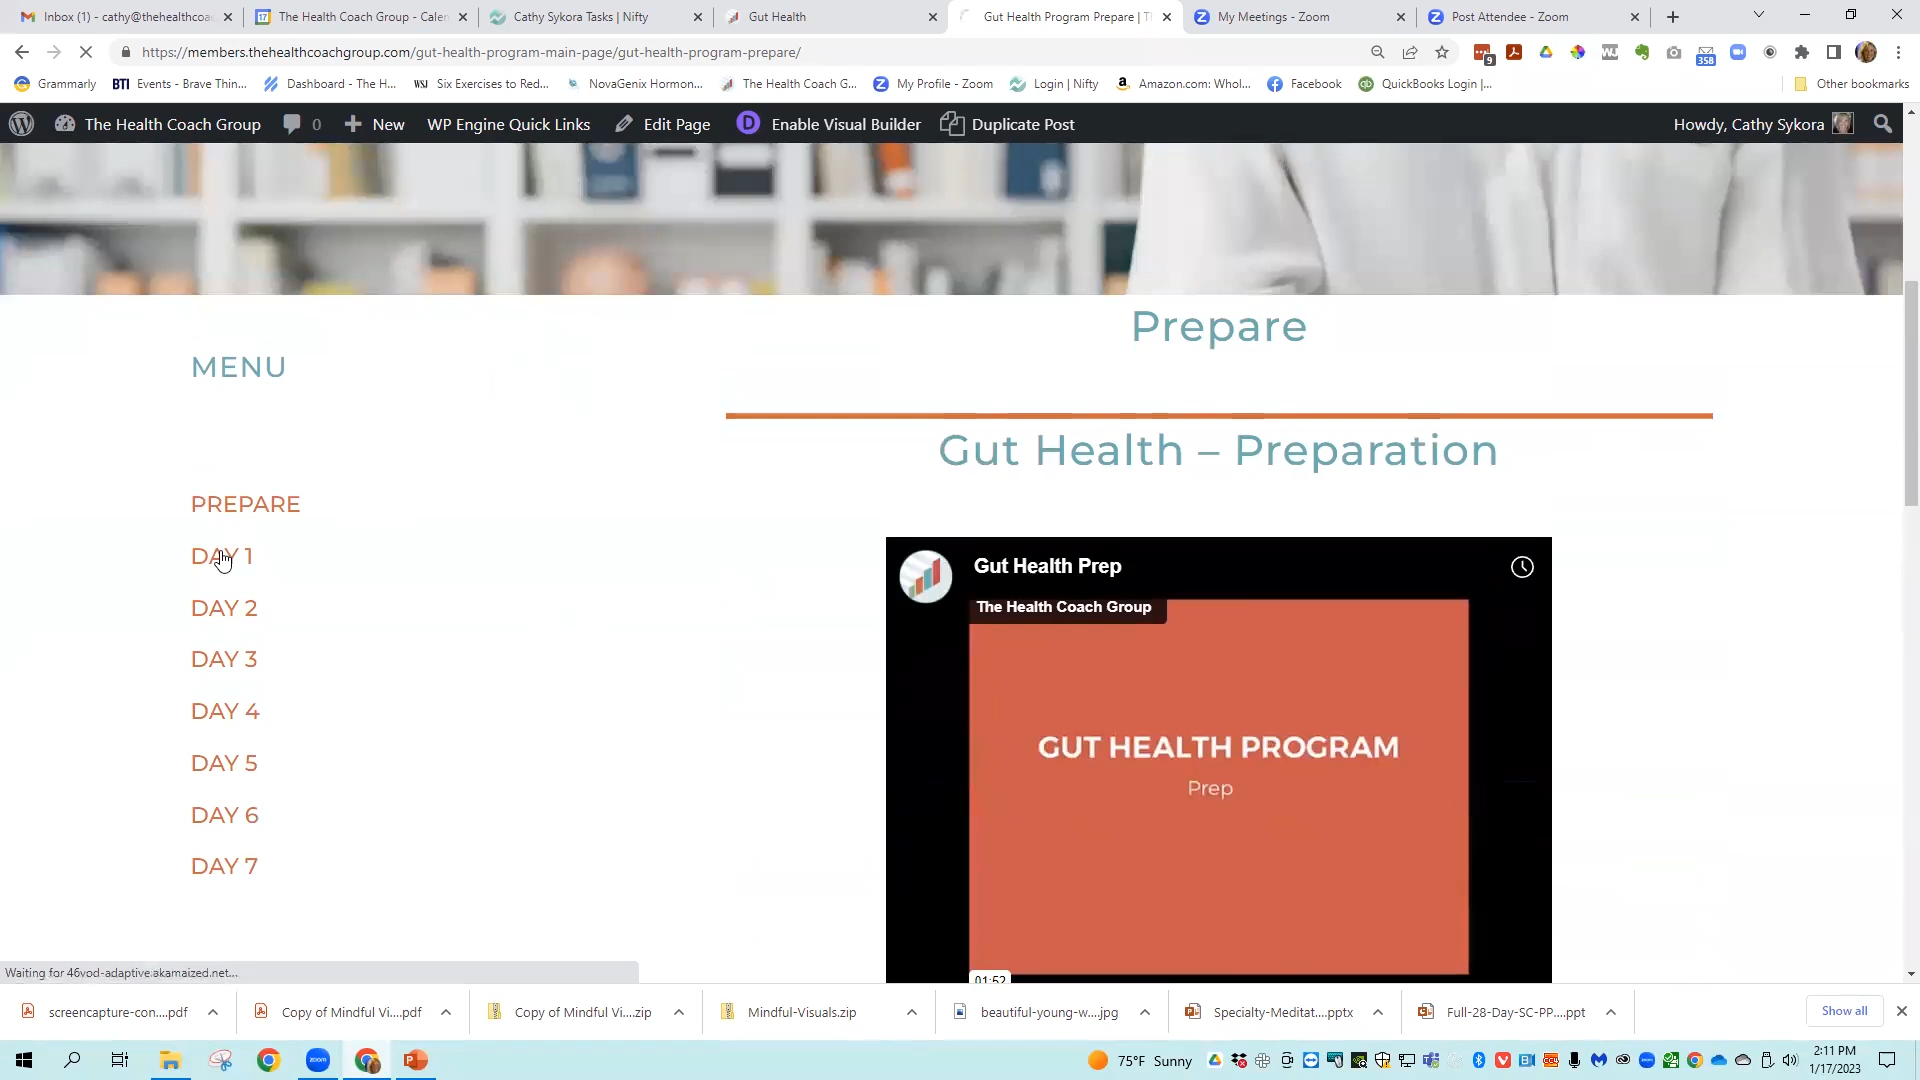 Inbox (1) - cathy@thehealthcoac
The Health Coach Group - Calen
Cathy Sykora Tasks | Nifty
Gut Health
Gut Health Program Prepare | T
My Meetings - Zoom
Post Attendee - Zoom
https://members.thehealthcoachgroup.com/gut-health-program-main-page/gut-health-program-prepare/
9
358
Grammarly
BTI Events - Brave Thin...
Dashboard - The H...
WSJ Six Exercises to Red...
NovaGenix Hormon...
The Health Coach G...
My Profile - Zoom
Login | Nifty
Amazon.com: Whol...
Facebook
QuickBooks Login |...
Other bookmarks
The Health Coach Group
0
New
WP Engine Quick Links
Edit Page
D Enable Visual Builder
Duplicate Post
Howdy, Cathy Sykora
Prepare
MENU
Gut Health – Preparation
PREPARE
DAY 1
DAY 2
DAY 3
DAY 4
DAY 5
DAY 6
DAY 7
Gut Health Prep
The Health Coach Group
GUT HEALTH PROGRAM
Prep
01:52
Waiting for 46vod-adaptive.akamaized.net...
screencapture-con....pdf
Copy of Mindful Vi....pdf
Copy of Mindful Vi....zip
Mindful-Visuals.zip
beautiful-young-w....jpg
Specialty-Meditat....pptx
Full-28-Day-SC-PP....ppt
Show all
75°F Sunny
2:11 PM
1/17/2023